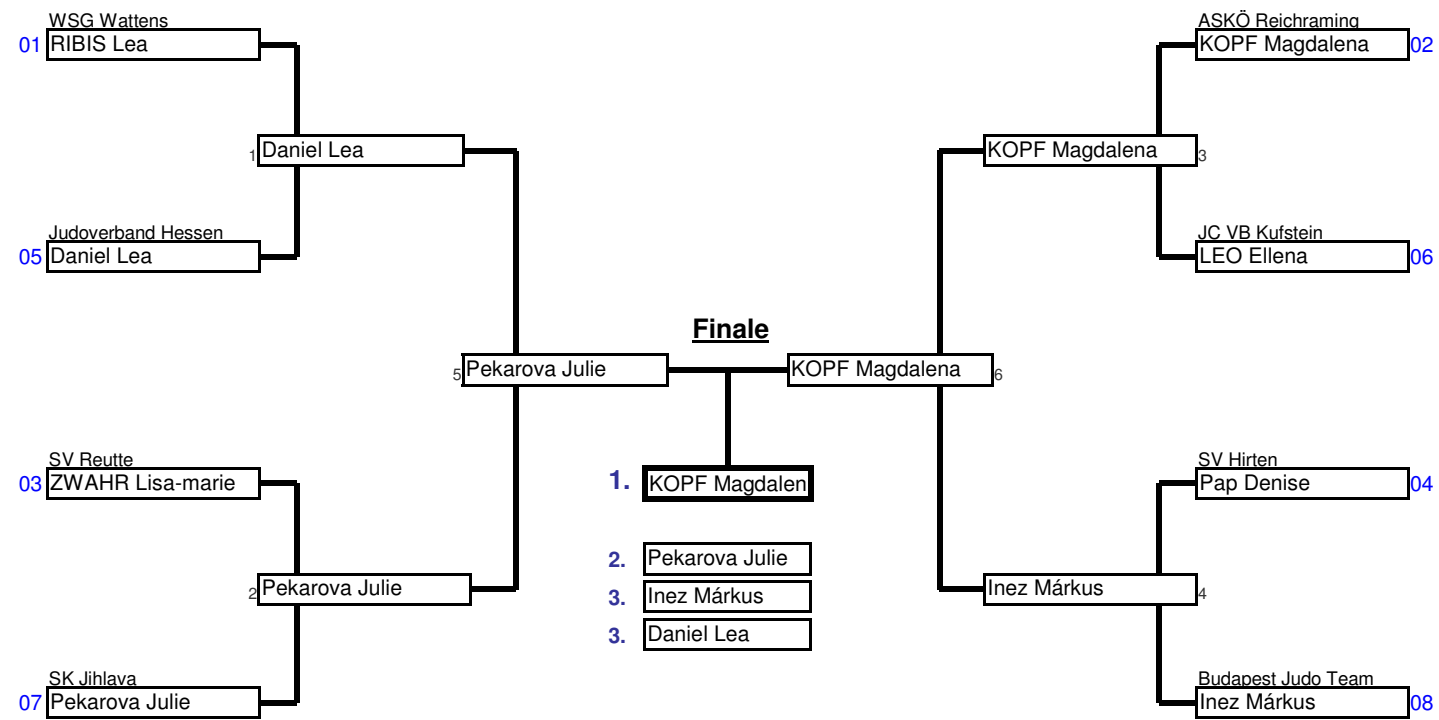 WSG Wattens
01 RIBIS Lea
ASKÖ Reichraming
KOPF Magdalena 02
1 Daniel Lea
KOPF Magdalena 3
Judoverband Hessen
05 Daniel Lea
JC VB Kufstein
LEO Ellena 06
Finale
5 Pekarova Julie
KOPF Magdalena 6
SV Reutte
03 ZWAHR Lisa-marie
1. KOPF Magdalen
SV Hirten
Pap Denise 04
2. Pekarova Julie
3. Inez Márkus
3. Daniel Lea
2 Pekarova Julie
Inez Márkus 4
SK Jihlava
07 Pekarova Julie
Budapest Judo Team
Inez Márkus 08